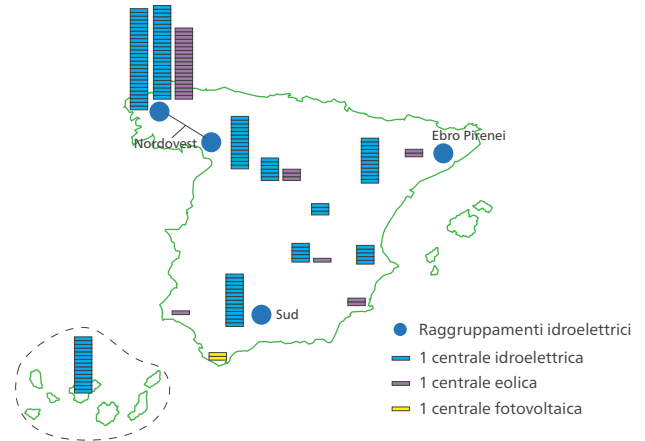 Ebro Pirenei
Nordovest
Sud
Raggruppamenti idroelettrici
1 centrale idroelettrica
1 centrale eolica
1 centrale fotovoltaica